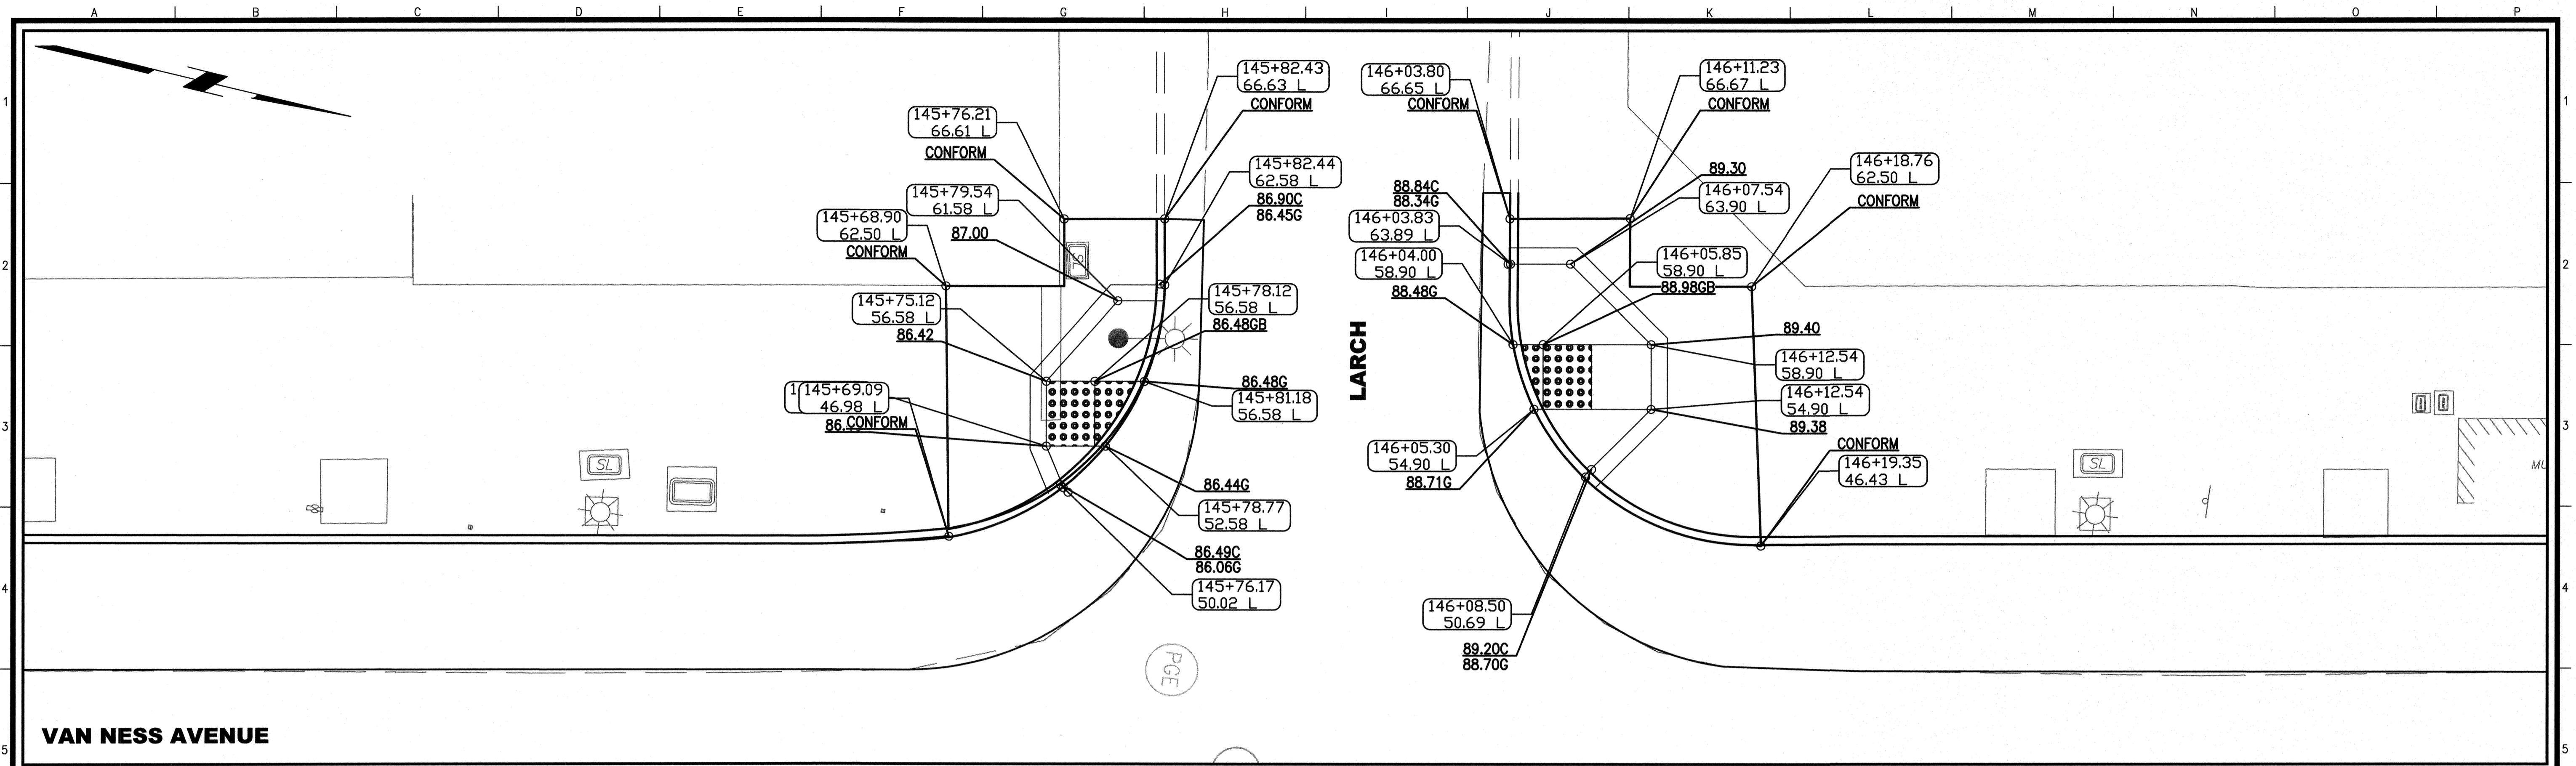 A B C D E F G H I J K L M N O P
1
1
145+82.43
66.63 L
CONFORM
145+76.21
66.61 L
CONFORM
145+82.44
62.58 L
86.90C
86.45G
145+79.54
61.58 L
87.00
145+68.90
62.50 L
CONFORM
SL
145+75.12
56.58 L
86.42
145+78.12
56.58 L
86.48GB
86.48G
145+81.18
56.58 L
145+69.09
46.98 L
CONFORM
86.
86.44G
145+78.77
52.58 L
86.49C
86.06G
145+76.17
50.02 L
SL
PGE
LARCH
146+03.80
66.65 L
CONFORM
146+11.23
66.67 L
CONFORM
89.30
146+07.54
63.90 L
146+18.76
62.50 L
CONFORM
88.84C
88.34G
146+03.83
63.89 L
146+04.00
58.90 L
88.48G
146+05.85
58.90 L
88.98GB
89.40
146+12.54
58.90 L
146+12.54
54.90 L
89.38
CONFORM
146+19.35
46.43 L
146+05.30
54.90 L
88.71G
146+08.50
50.69 L
89.20C
88.70G
SL
MU
2
2
3
3
4
4
VAN NESS AVENUE
5
5